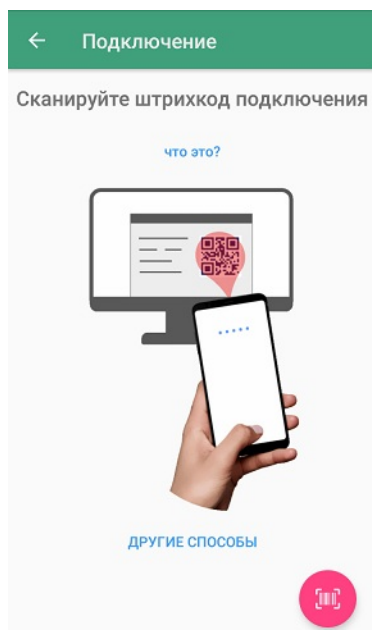 Подключение
Сканируйте штрихкод подключения
что это?
ДРУГИЕ СПОСОБЫ